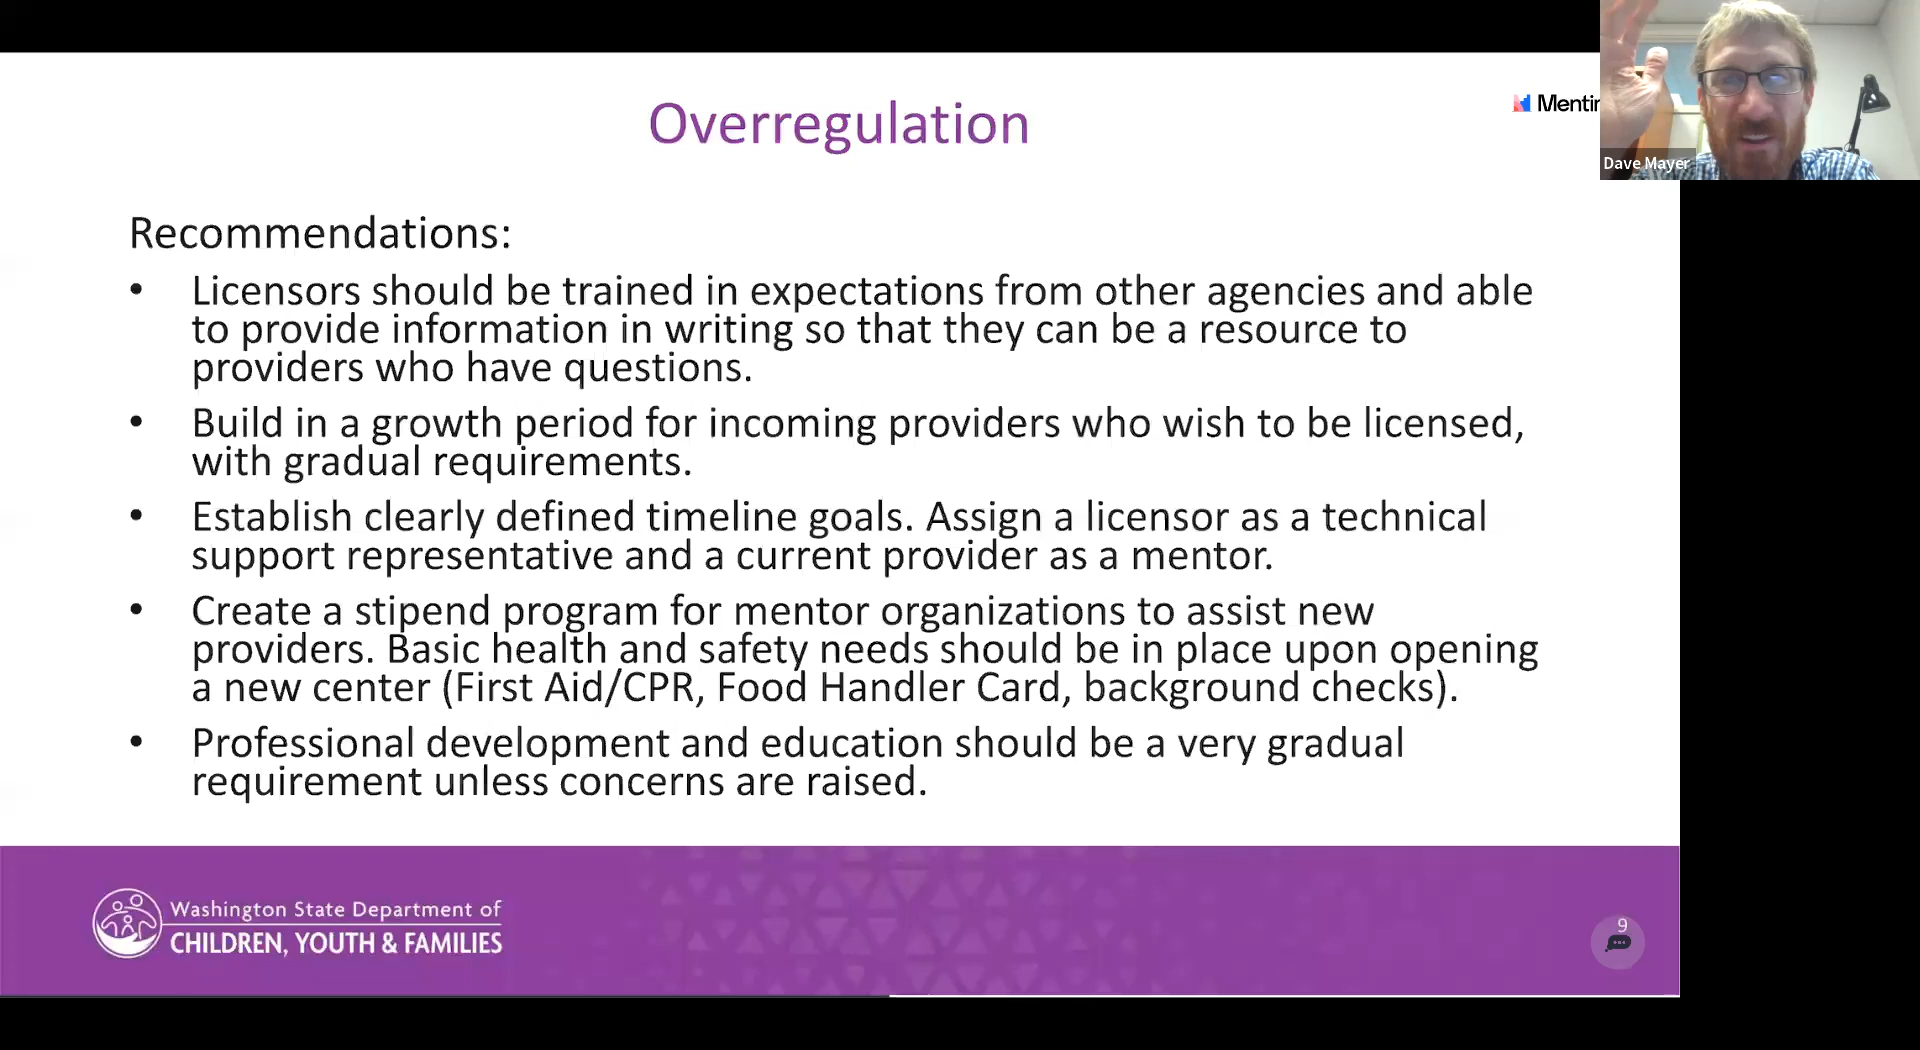 Overregulation
Mentir
Dave Mayer
Recommendations:
• Licensors should be trained in expectations from other agencies and able
to provide information in writing so that they can be a resource to
providers who have questions.
• Build in a growth period for incoming providers who wish to be licensed,
with gradual requirements.
• Establish clearly defined timeline goals. Assign a licensor as a technical
support representative and a current provider as a mentor.
• Create a stipend program for mentor organizations to assist new
providers. Basic health and safety needs should be in place upon opening
a new center (First Aid/CPR, Food Handler Card, background checks).
• Professional development and education should be a very gradual
requirement unless concerns are raised.
Washington State Department of
CHILDREN, YOUTH & FAMILIES
9